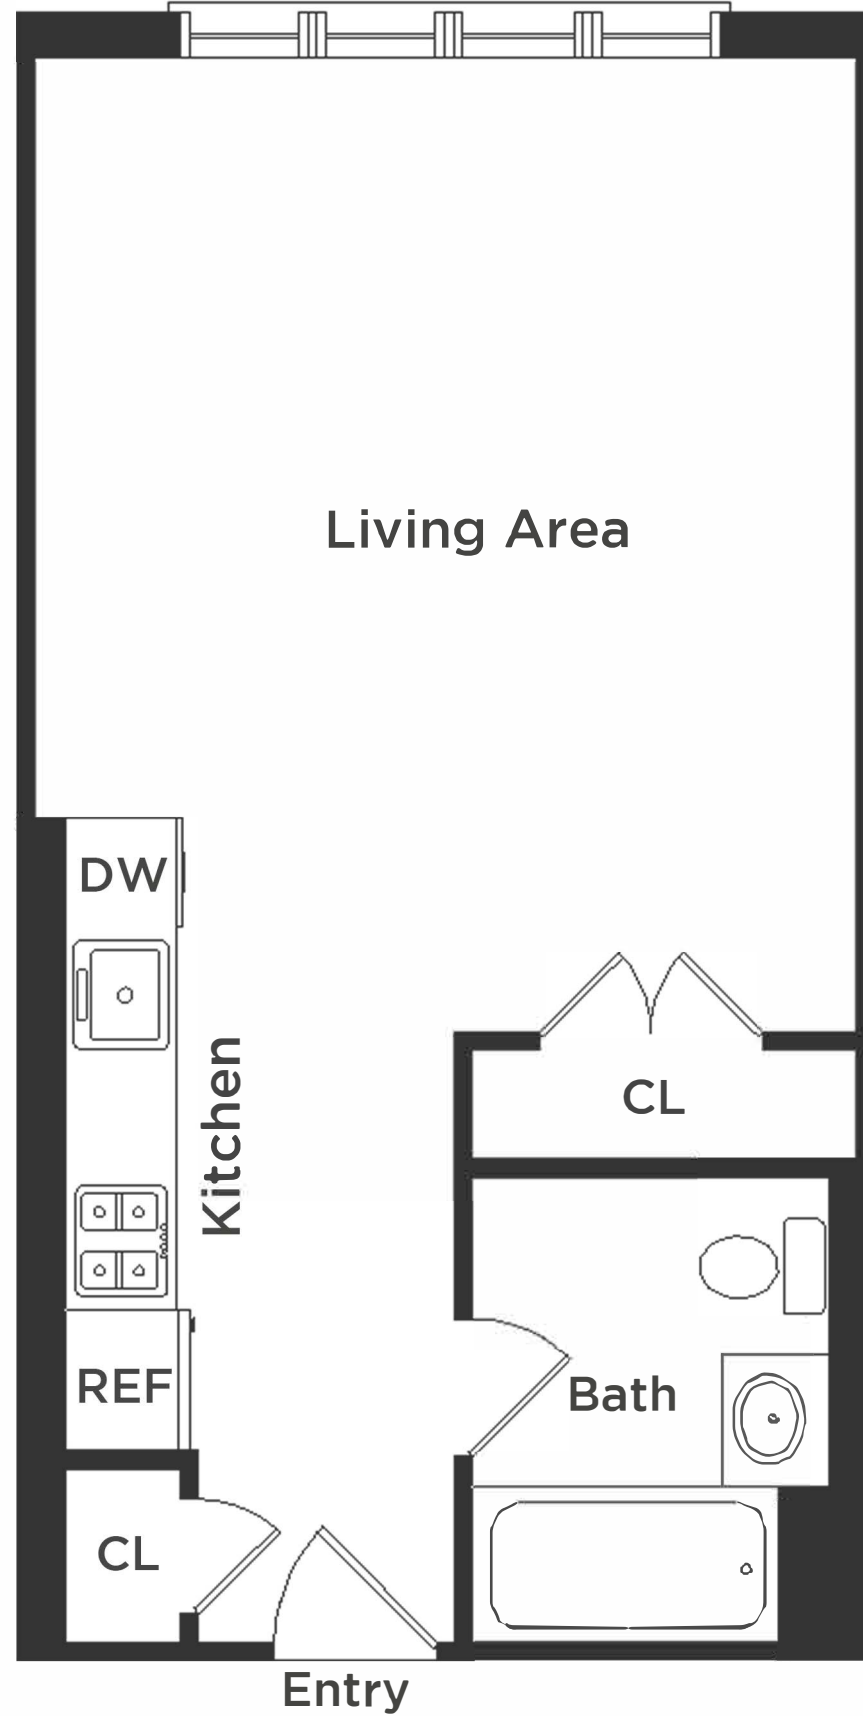 Living Area
DW
Kitchen
CL
REF
Bath
CL
Entry